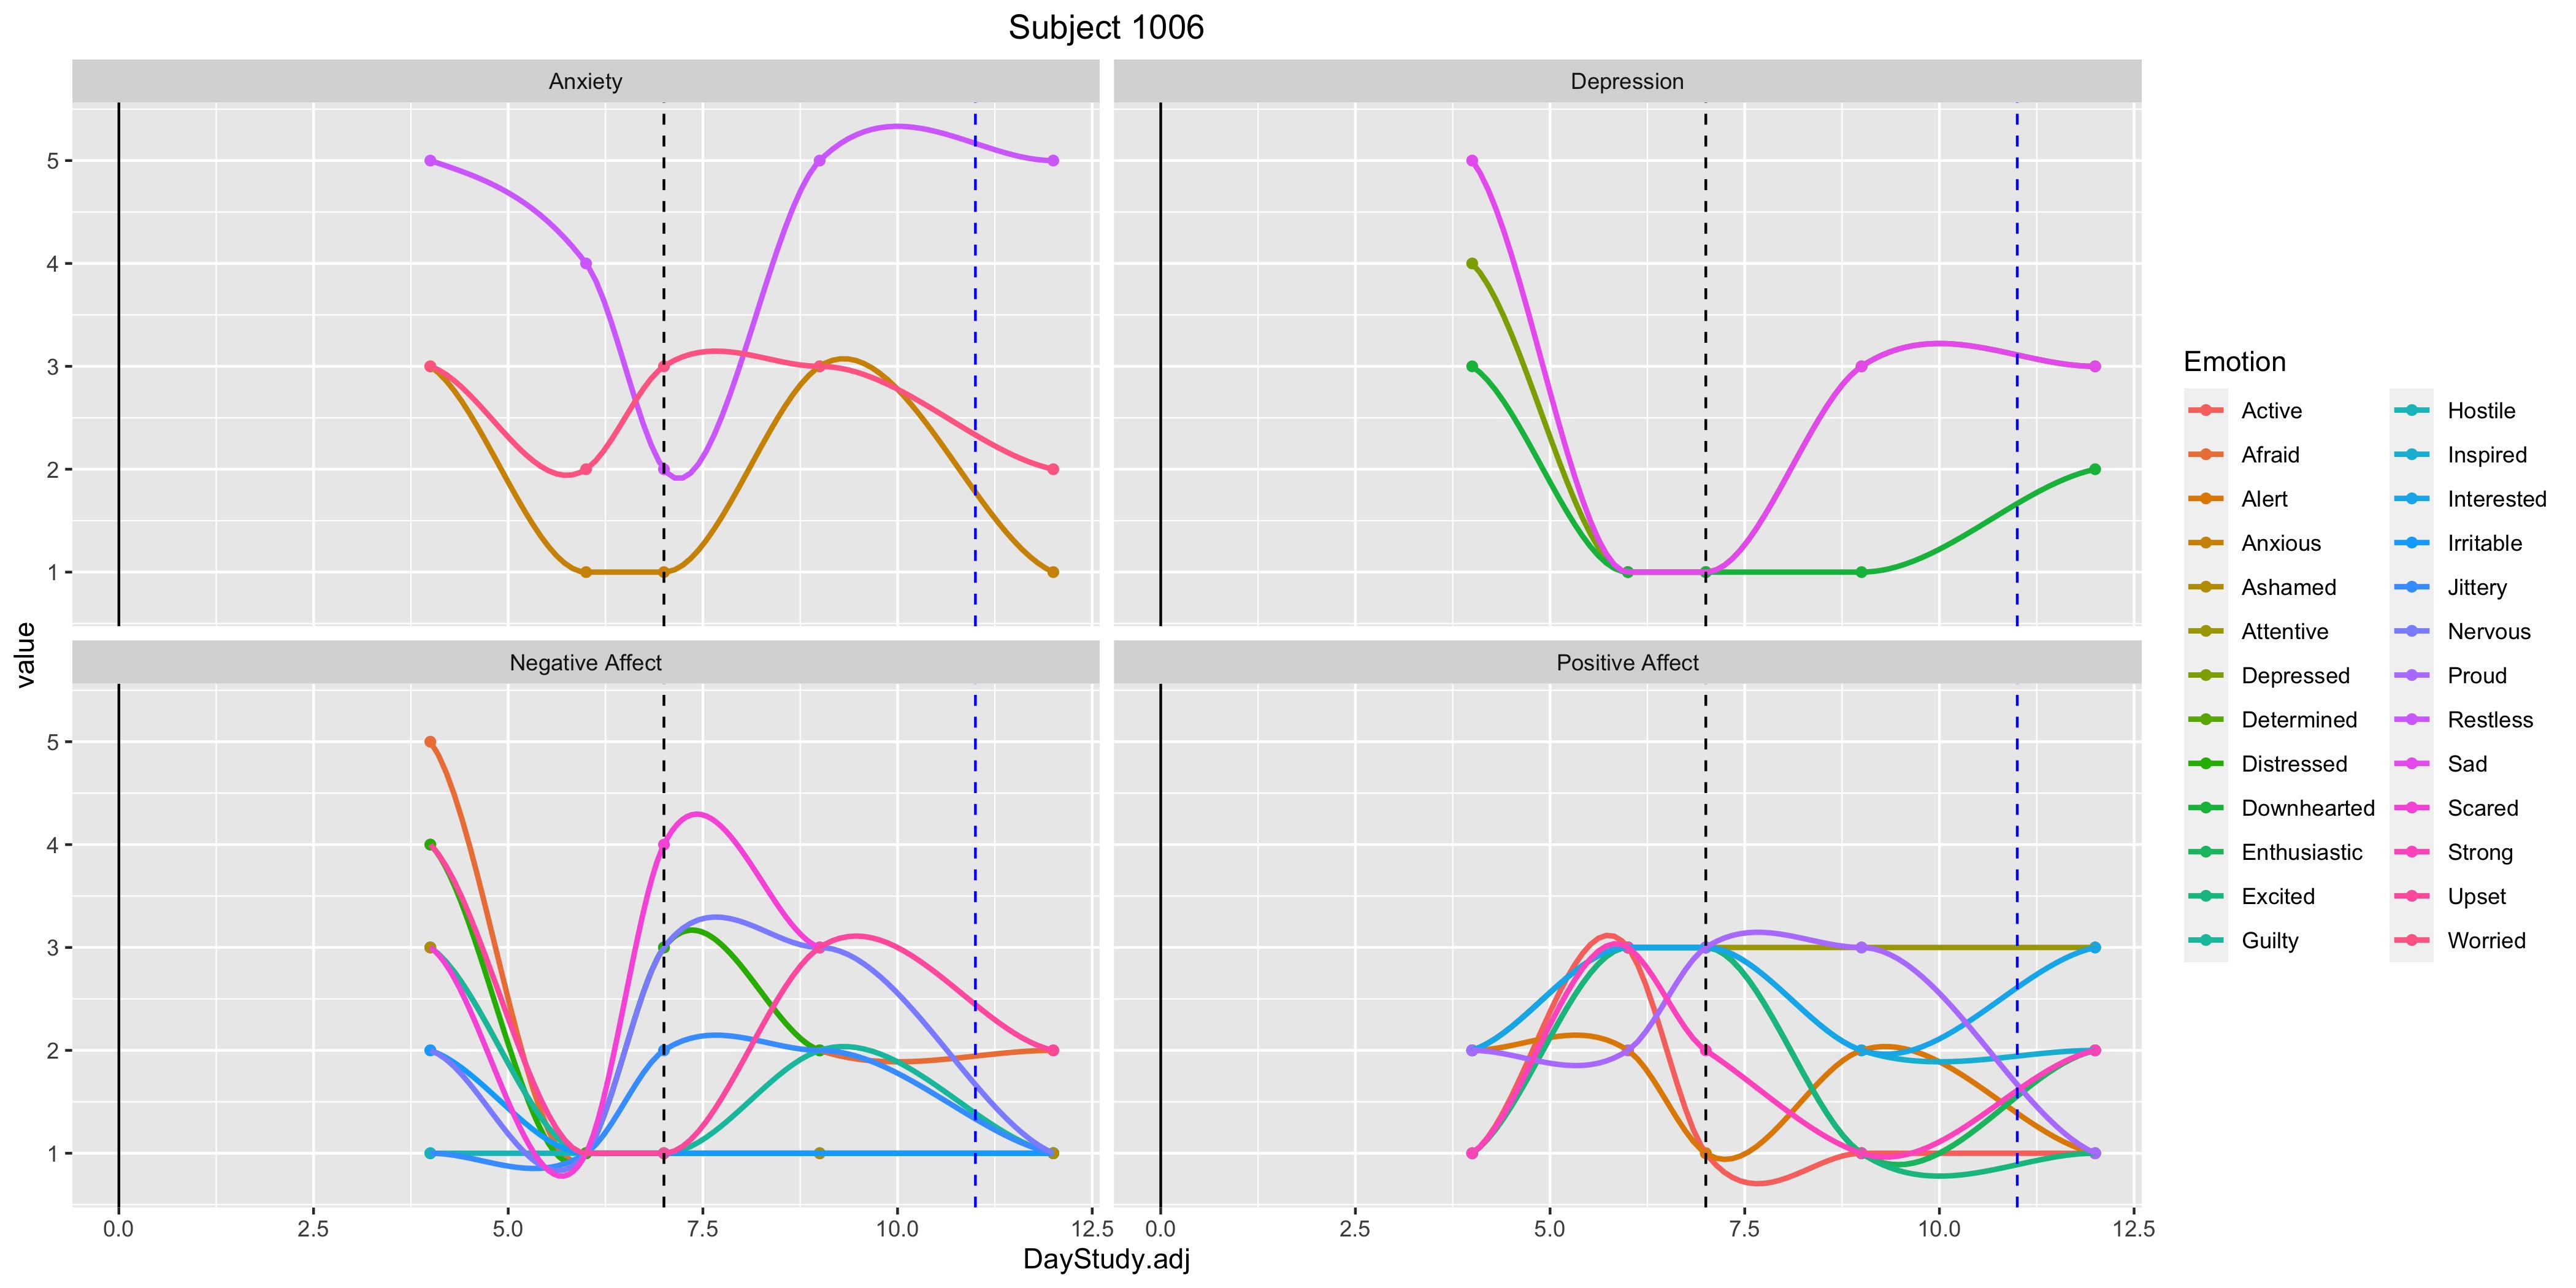 Subject 1006
Anxiety
Depression
5
4
3
2
1
value
Negative Affect
Positive Affect
5
4
3
2
1
0.0 2.5 5.0 7.5 10.0 12.5
0.0 2.5 5.0 7.5 10.0 12.5
DayStudy.adj
Emotion
Active
Afraid
Alert
Anxious
Ashamed
Attentive
Depressed
Determined
Distressed
Downhearted
Enthusiastic
Excited
Guilty
Hostile
Inspired
Interested
Irritable
Jittery
Nervous
Proud
Restless
Sad
Scared
Strong
Upset
Worried